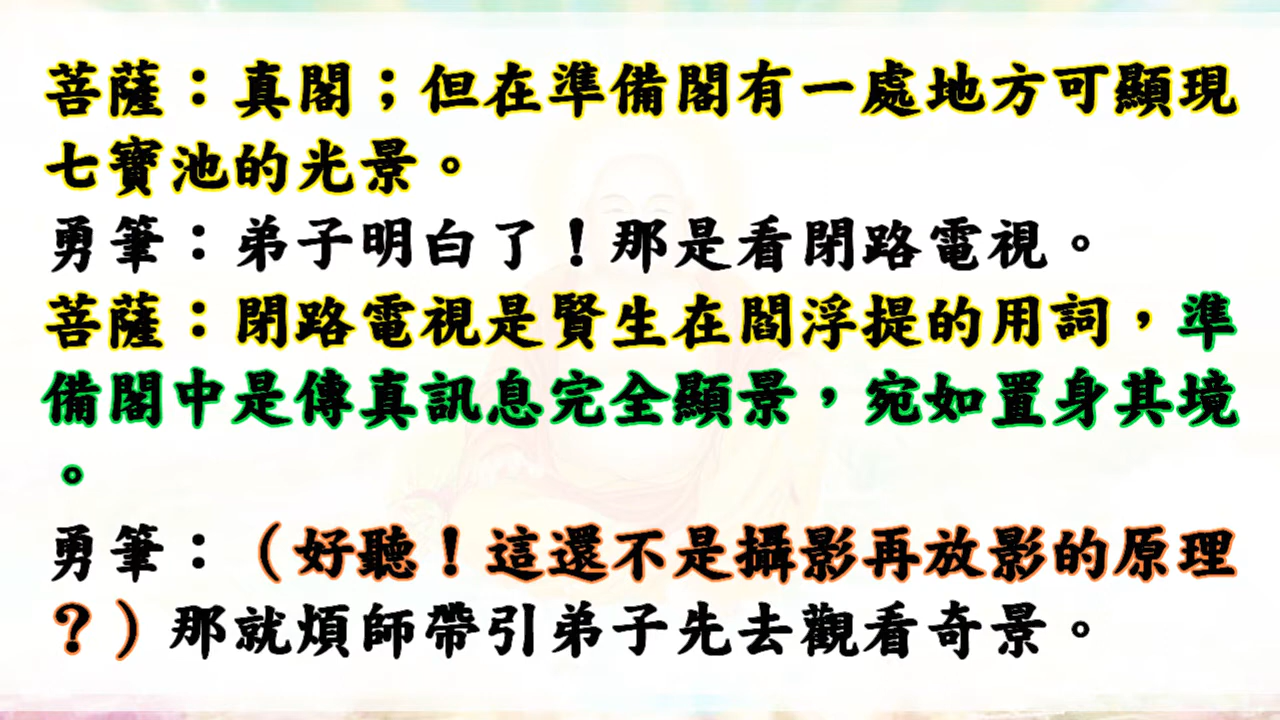 菩薩：真閣；但在準備閣有一處地方可顯現
七寶池的光景。
勇筆：弟子明白了！那是看閉路電視。
菩薩：閉路電視是賢生在閻浮提的用詞，準
備閣中是傳真訊息完全顯景，宛如置身其境
。
勇筆：（好聽！這還不是攝影再放影的原理
？）那就煩師帶引弟子先去觀看奇景。